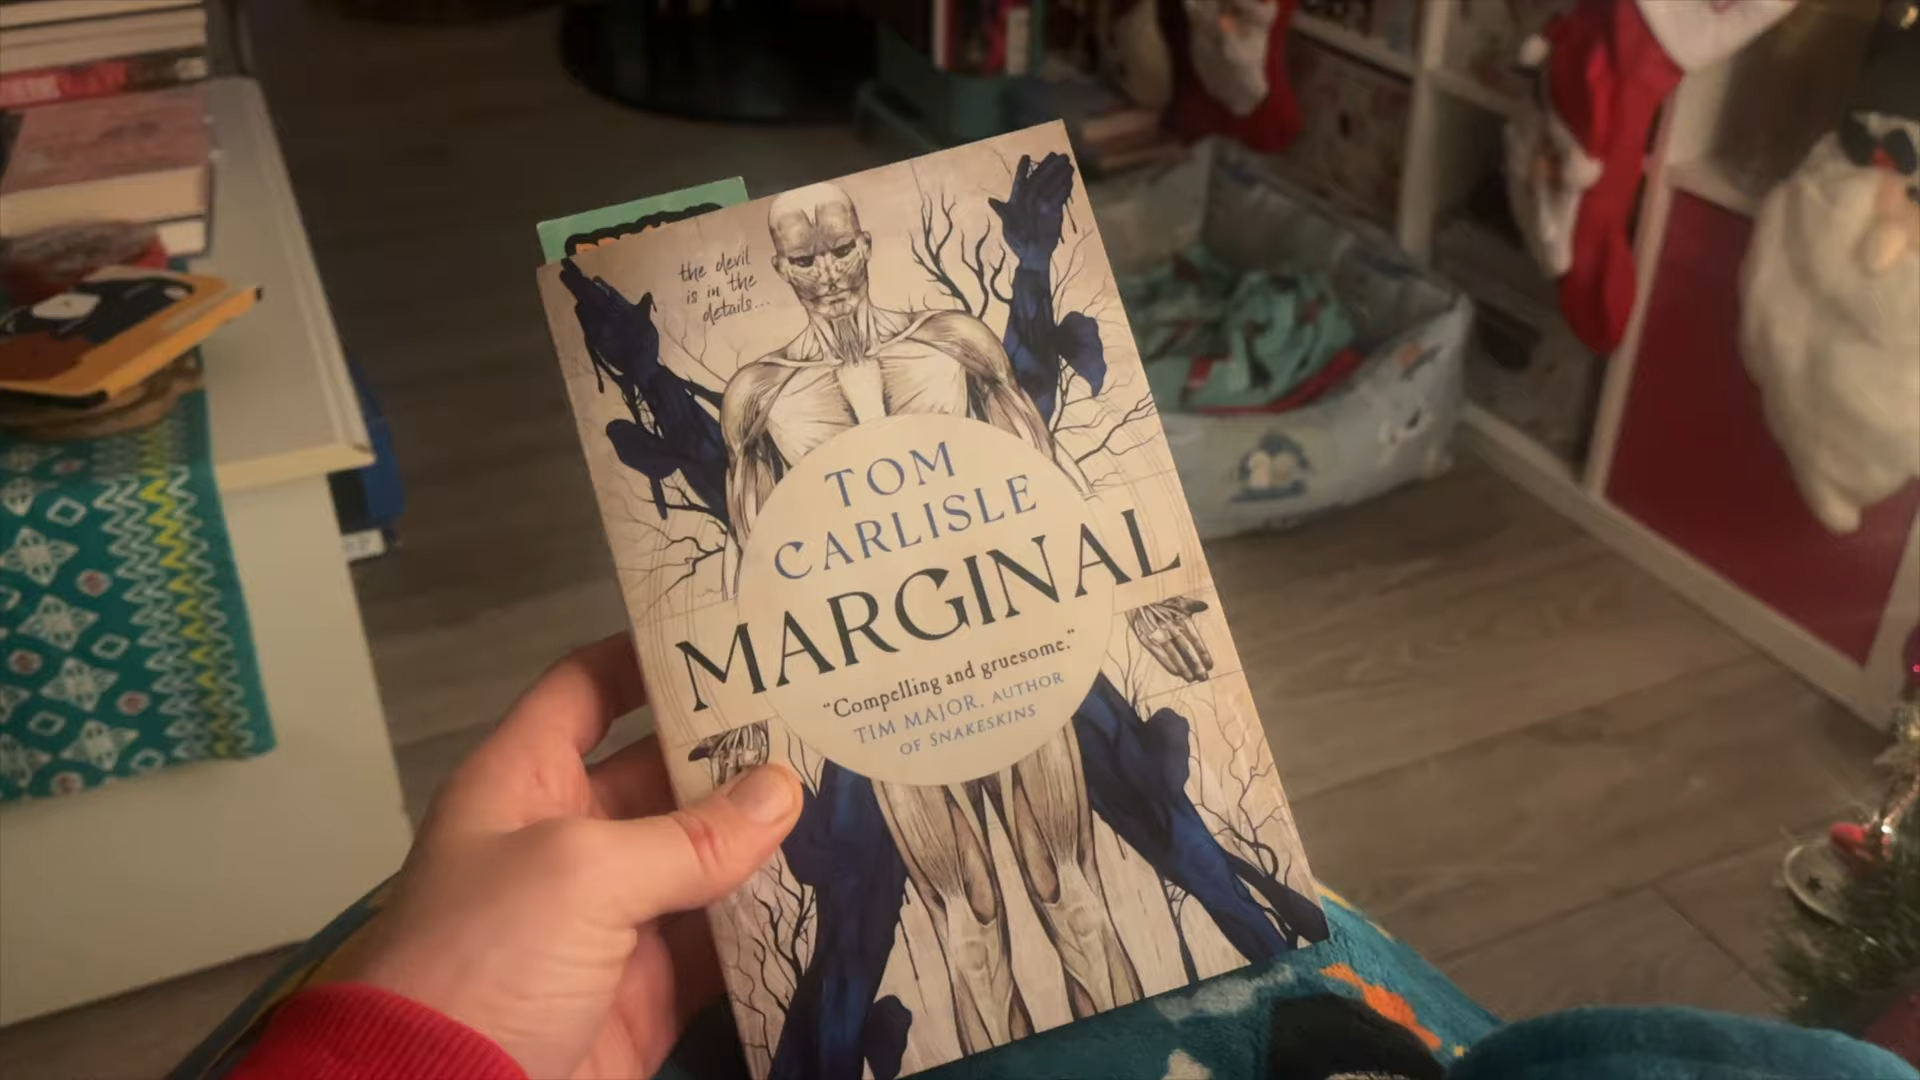 the devil
is in the
details...
TOM
CARLISLE
MARGINAL
"Compelling and gruesome."
TIM MAJOR, AUTHOR
OF SNAKESKINS